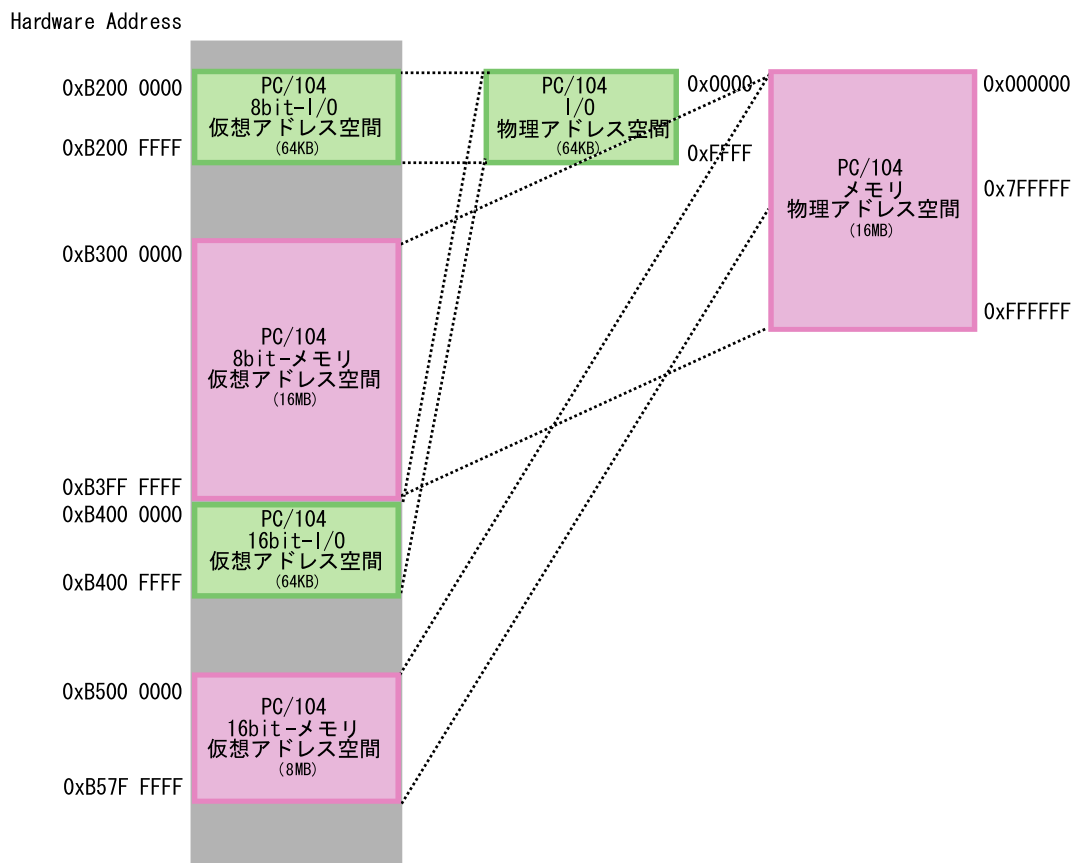 Hardware Address
0xB200 0000
0xB200 FFFF
PC/104
8bit-I/O
仮想アドレス空間
(64KB)
PC/104
I/O
物理アドレス空間
(64KB)
0x0000
0xFFFF
PC/104
メモリ
物理アドレス空間
(16MB)
0x000000
0x7FFFFF
0xFFFFFF
0xB300 0000
PC/104
8bit-メモリ
仮想アドレス空間
(16MB)
0xB3FF FFFF
0xB400 0000
PC/104
16bit-I/O
仮想アドレス空間
(64KB)
0xB400 FFFF
0xB500 0000
PC/104
16bit-メモリ
仮想アドレス空間
(8MB)
0xB57F FFFF